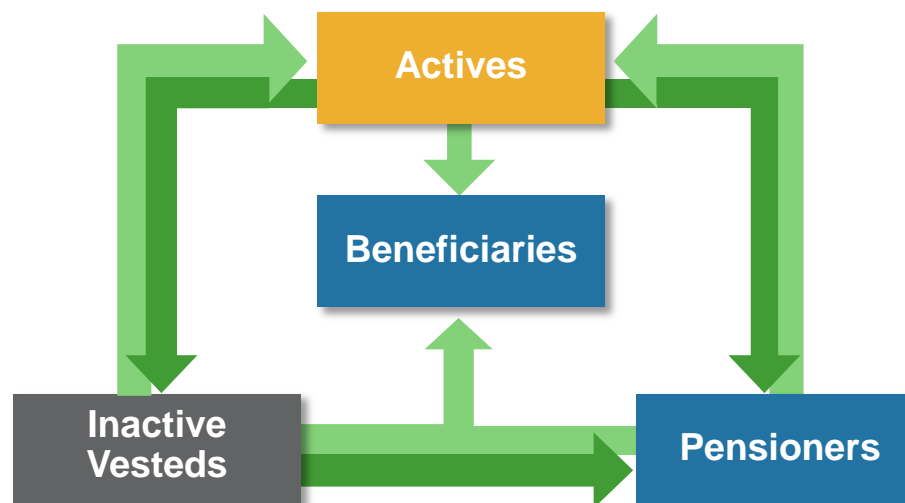 Actives
Beneficiaries
Inactive
Vesteds
Pensioners